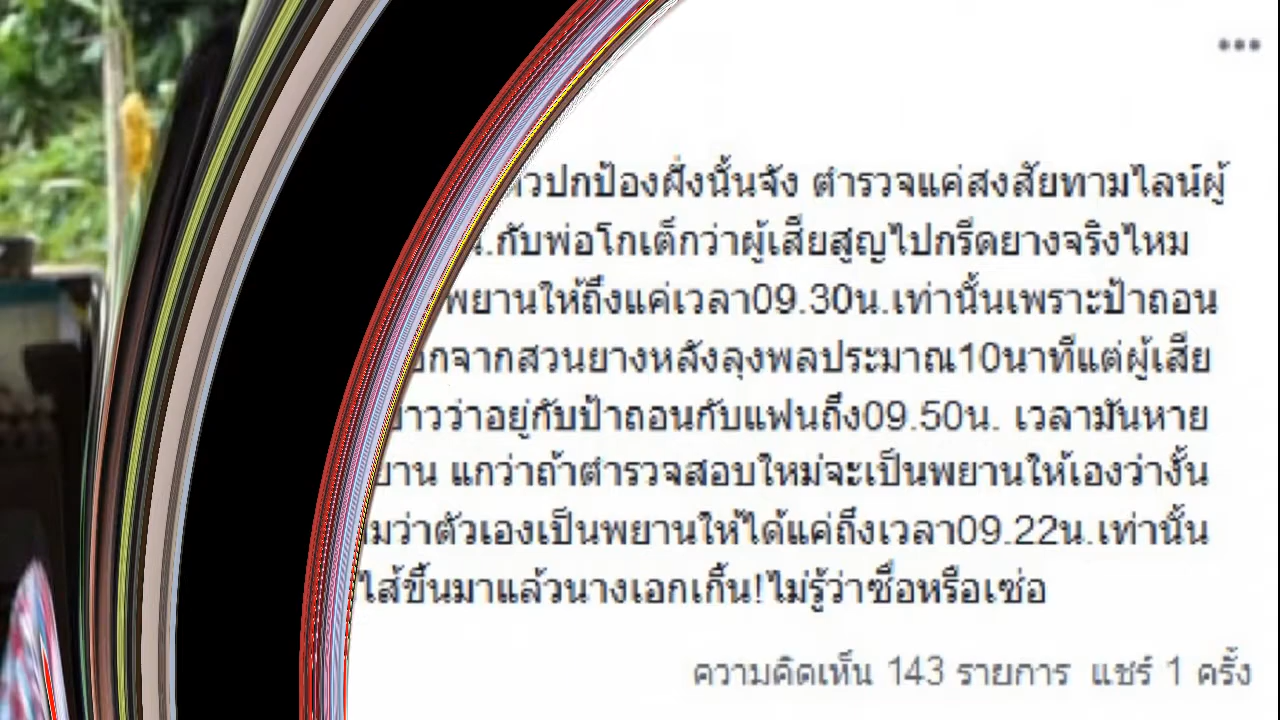 ตัวปกป้องฝั่งนั้นจัง ตำรวจแค่สงสัยทามไลน์ผู้
น.กับพ่อโกเด็กว่าผู้เสียสูญไปกรีดยางจริงไหม
พยานให้ถึงแค่เวลา09.30น.เท่านั้นเพราะป้าถอน
จากสวนยางหลังลุงพลประมาณ10นาทีแต่ผู้เสีย
ว่าอยู่กับป้าถอนกับแฟนถึง09.50น. เวลามันหาย
แกว่าถ้าตำรวจสอบใหม่จะเป็นพยานให้เองว่างั้น
ว่าตัวเองเป็นพยานให้ได้แค่ถึงเวลา09.22น.เท่านั้น
ไส้ขึ้นมาแล้วนางเอกเกิ้น!ไม่รู้ว่าซื่อหรือเซ่อ
ความคิดเห็น 143 รายการ แชร์ 1 ครั้ง